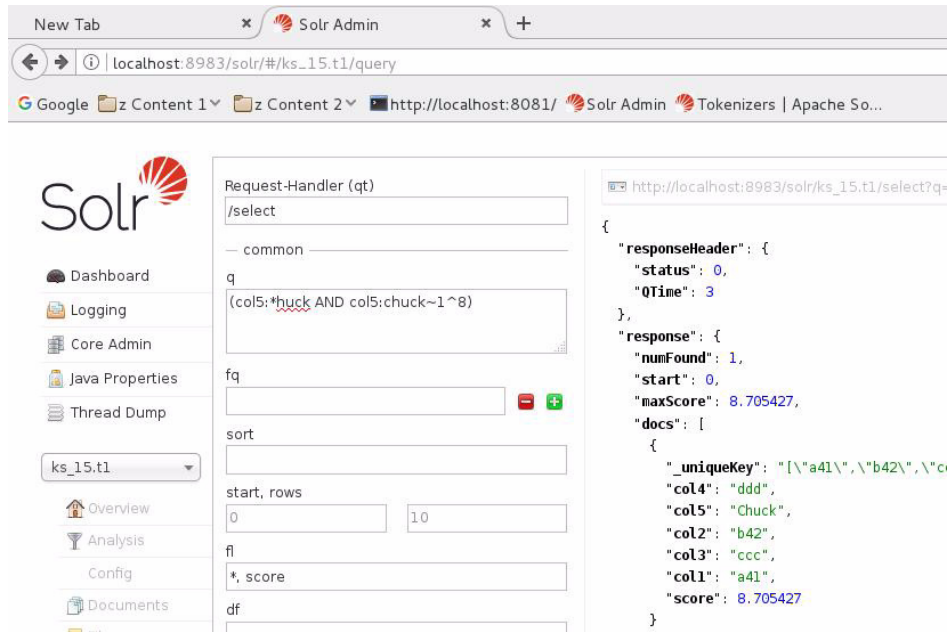 New Tab
Solr Admin
localhost:8983/solr/#/ks_15.t1/query
Google z Content 1 z Content 2 http://localhost:8081/ Solr Admin Tokenizers | Apache So...
Solr
Dashboard
Logging
Core Admin
Java Properties
Thread Dump
ks_15.t1
Overview
Analysis
Config
Documents
Request-Handler (qt)
/select
common
q
(col5:*huck AND col5:chuck~1^8)
fq
sort
start, rows
0 10
fl
*, score
df
http://localhost:8983/solr/ks_15.t1/select?q=
{
"responseHeader": {
"status": 0,
"QTime": 3
},
"response": {
"numFound": 1,
"start": 0,
"maxScore": 8.705427,
"docs": [
{
"_uniqueKey": "[\"a41\",\"b42\",\"c
"col4": "ddd",
"col5": "Chuck",
"col2": "b42",
"col3": "ccc",
"col1": "a41",
"score": 8.705427
}